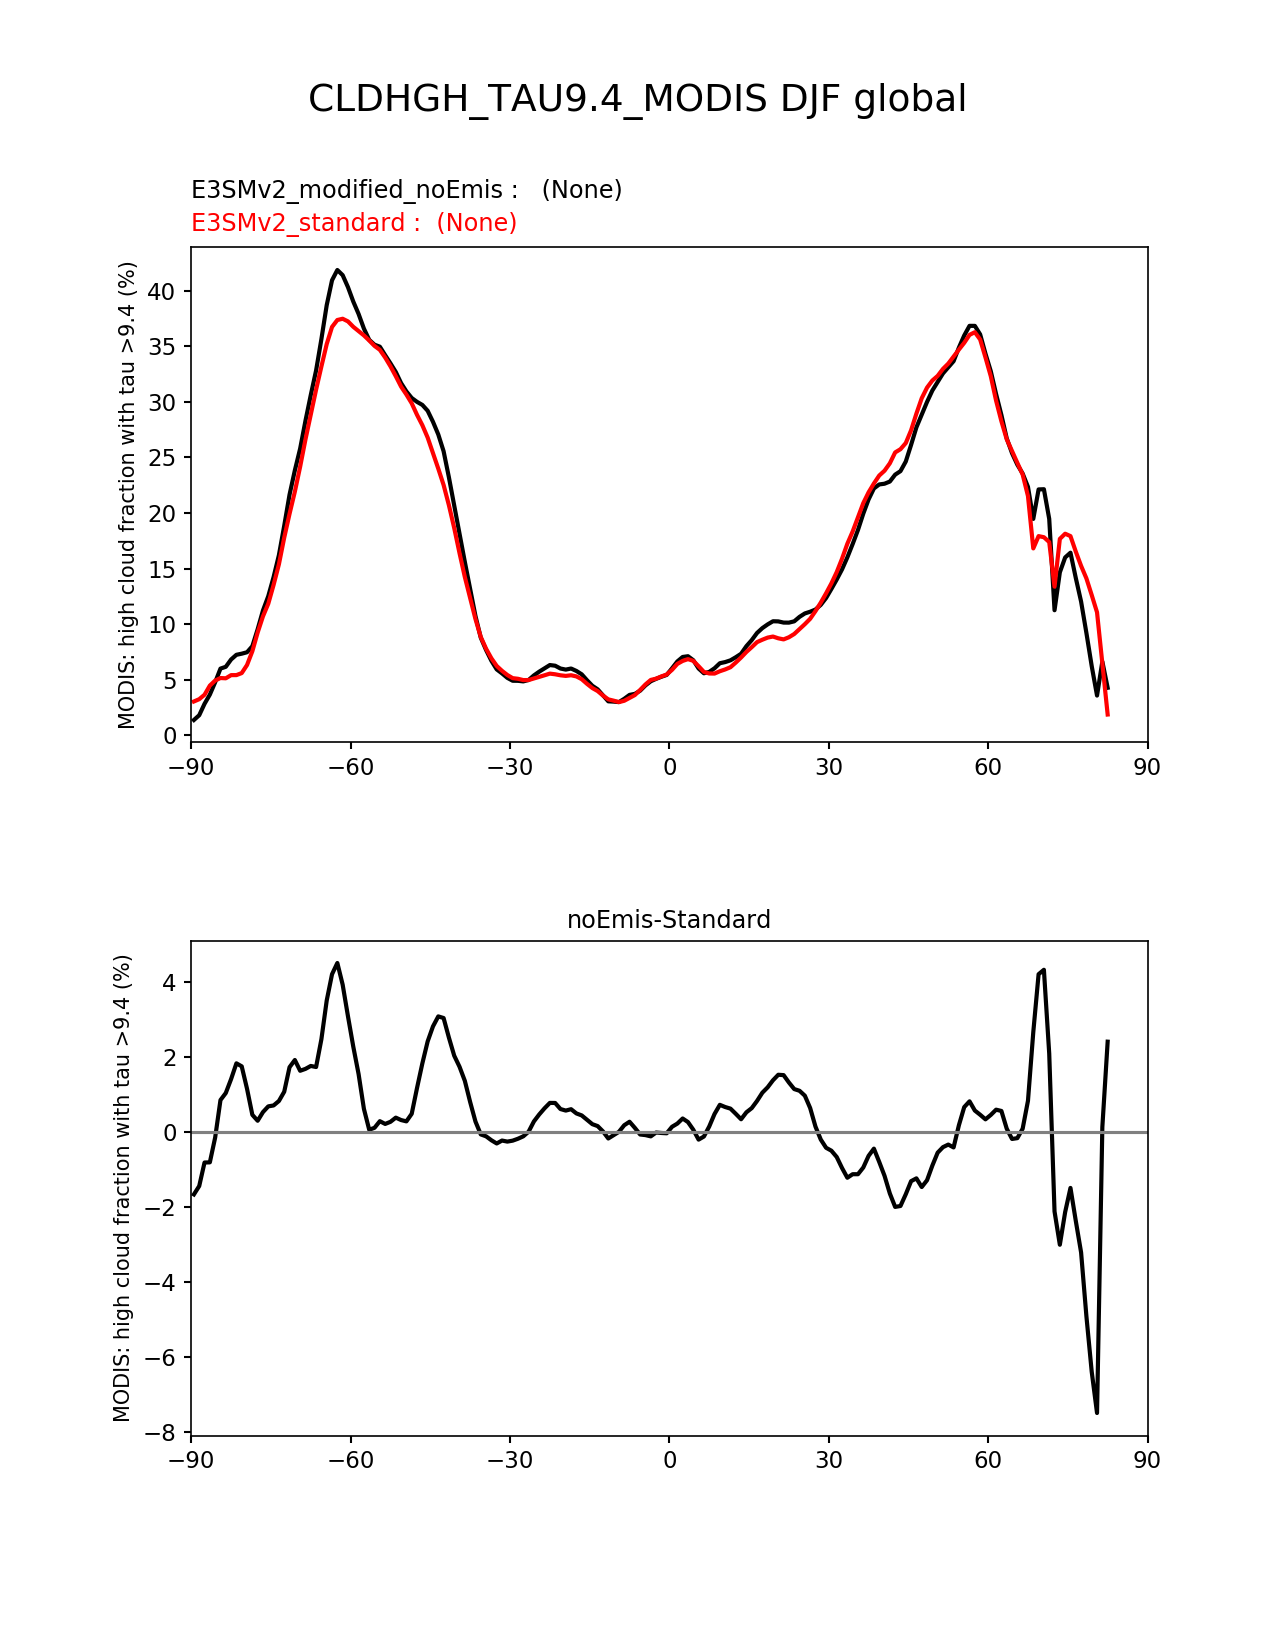 CLDHGH_TAU9.4_MODIS DJF global
E3SMv2_modified_noEmis :   (None)
E3SMv2_standard :  (None)
MODIS: high cloud fraction with tau >9.4 (%)
40
35
30
25
20
15
10
5
0
−90 −60 −30 0 30 60 90
noEmis-Standard
MODIS: high cloud fraction with tau >9.4 (%)
4
2
0
−2
−4
−6
−8
−90 −60 −30 0 30 60 90